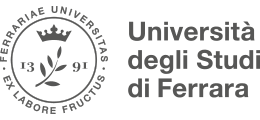 · FERRARIAE UNIVERSITAS ·
EX LABORE FRUCTUS
13 91
Università
degli Studi
di Ferrara